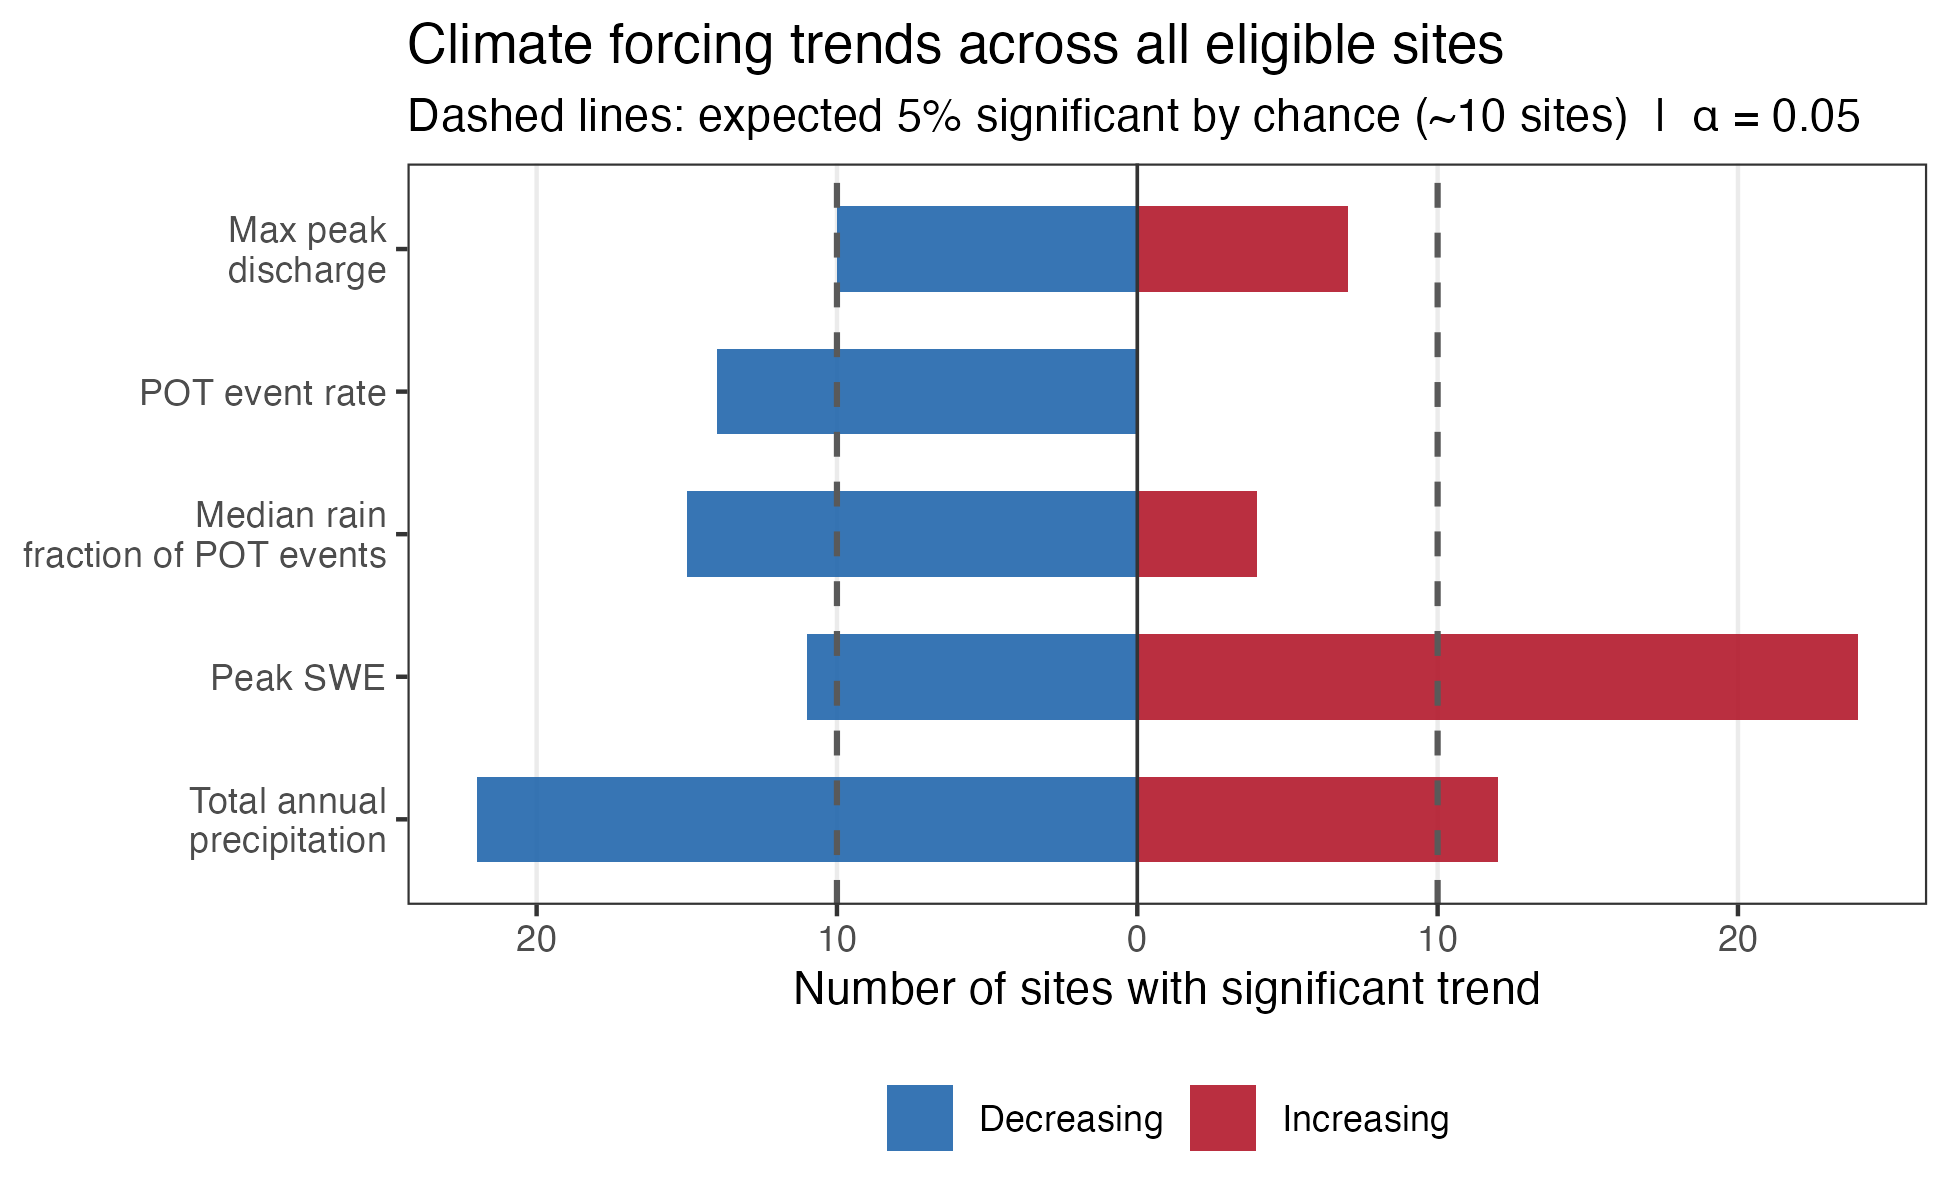 Climate forcing trends across all eligible sites
Dashed lines: expected 5% significant by chance (~10 sites)  |  α = 0.05
Max peak
discharge
POT event rate
Median rain
fraction of POT events
Peak SWE
Total annual
precipitation
20 10 0 10 20
Number of sites with significant trend
Decreasing Increasing